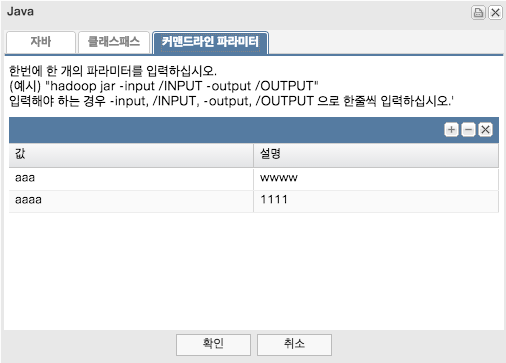 Java
자바 클래스패스 커맨드라인 파라미터
한번에 한 개의 파라미터를 입력하십시오.
(예시) "hadoop jar -input /INPUT -output /OUTPUT"
입력해야 하는 경우 -input, /INPUT, -output, /OUTPUT 으로 한줄씩 입력하십시오.'
값 설명
aaa wwww
aaaa 1111
확인 취소